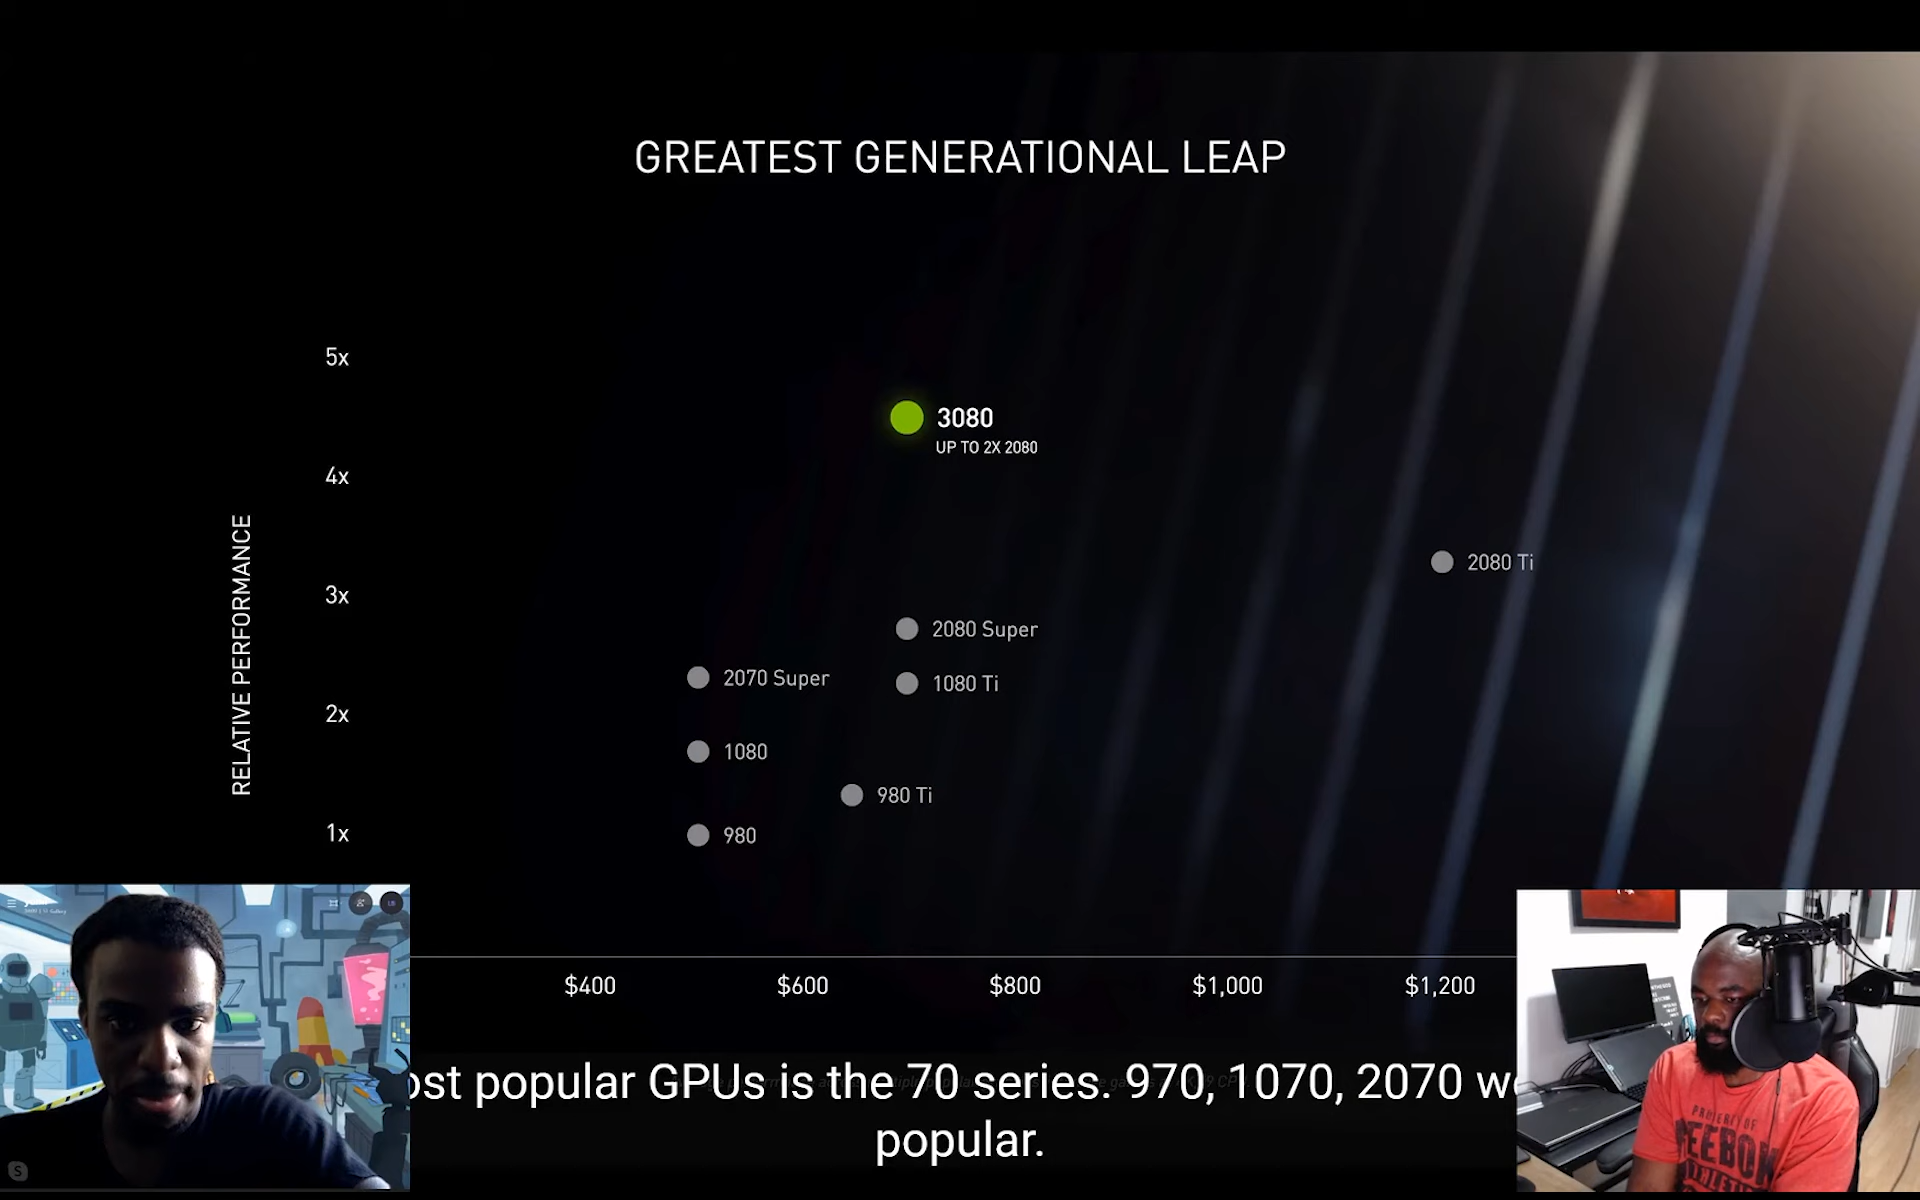 GREATEST GENERATIONAL LEAP
5x
3080
UP TO 2X 2080
4x
2080 Ti
3x
RELATIVE PERFORMANCE
2080 Super
2070 Super
1080 Ti
2x
1080
980 Ti
1x
980
$400 $600 $800 $1,000 $1,200
ost popular GPUs is the 70 series. 970, 1070, 2070 we
popular.
S